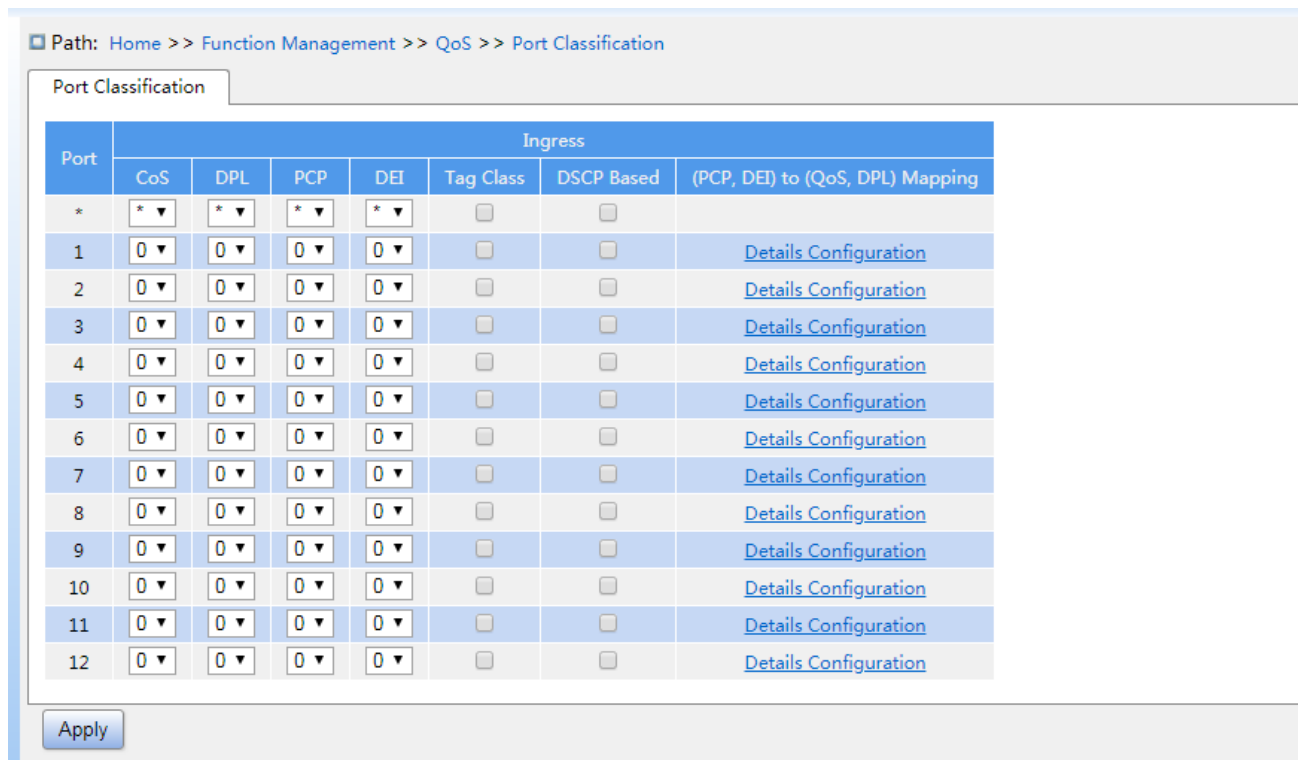 Path: Home >> Function Management >> QoS >> Port Classification
Port Classification
Port
Ingress
CoS DPL PCP DEI Tag Class DSCP Based (PCP, DEI) to (QoS, DPL) Mapping
* * * * *
1 0 0 0 0 Details Configuration
2 0 0 0 0 Details Configuration
3 0 0 0 0 Details Configuration
4 0 0 0 0 Details Configuration
5 0 0 0 0 Details Configuration
6 0 0 0 0 Details Configuration
7 0 0 0 0 Details Configuration
8 0 0 0 0 Details Configuration
9 0 0 0 0 Details Configuration
10 0 0 0 0 Details Configuration
11 0 0 0 0 Details Configuration
12 0 0 0 0 Details Configuration
Apply